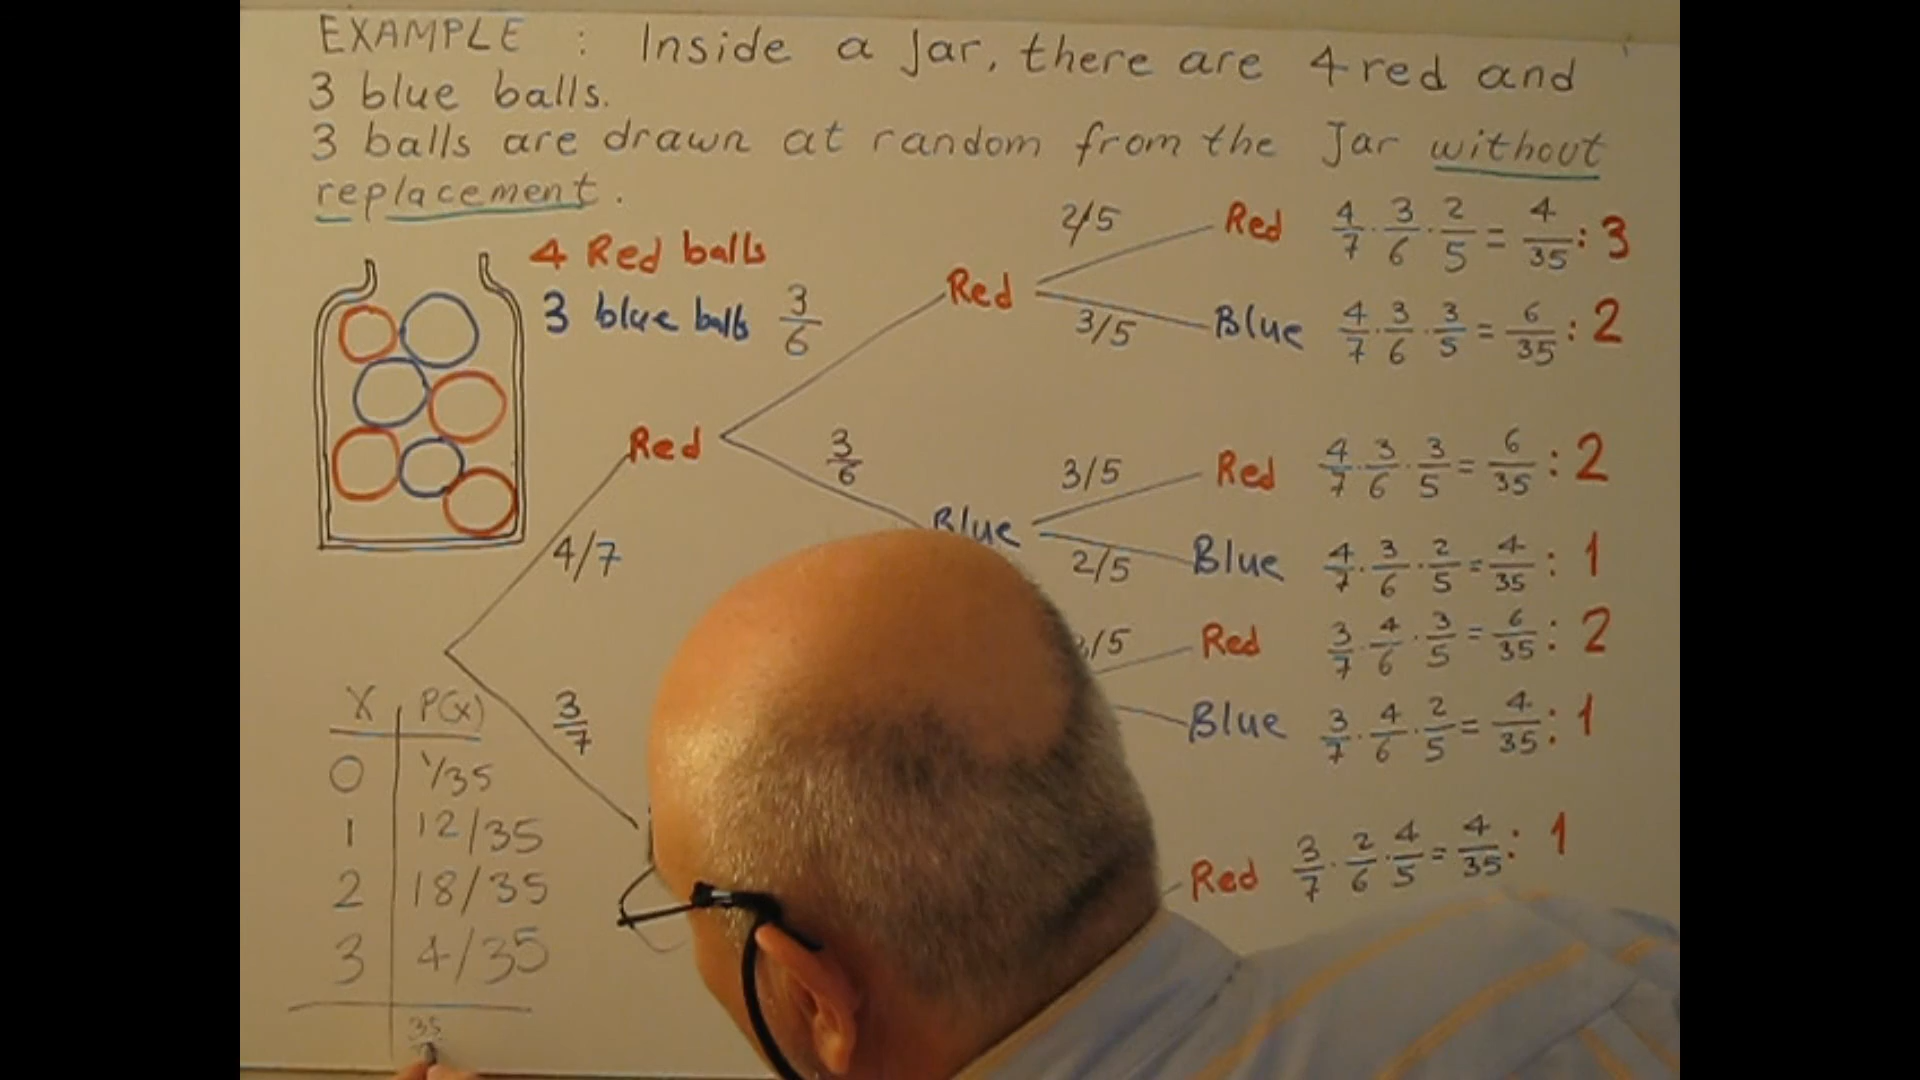 EXAMPLE : Inside a Jar, there are 4 red and
3 blue balls.
3 balls are drawn at random from the Jar without
replacement.
4 Red balls
3 blue balls
3/6
4/7
3/7
Red
3/6
Red
Blue
2/5
3/5
3/5
2/5
/5
Red 4/7 · 3/6 · 2/5 = 4/35 : 3
Blue 4/7 · 3/6 · 3/5 = 6/35 : 2
Red 4/7 · 3/6 · 3/5 = 6/35 : 2
Blue 4/7 · 3/6 · 2/5 = 4/35 : 1
Red 3/7 · 4/6 · 3/5 = 6/35 : 2
Blue 3/7 · 4/6 · 2/5 = 4/35 : 1
Red 3/7 · 2/6 · 4/5 = 4/35 : 1
X P(x)
0 1/35
1 12/35
2 18/35
3 4/35
35